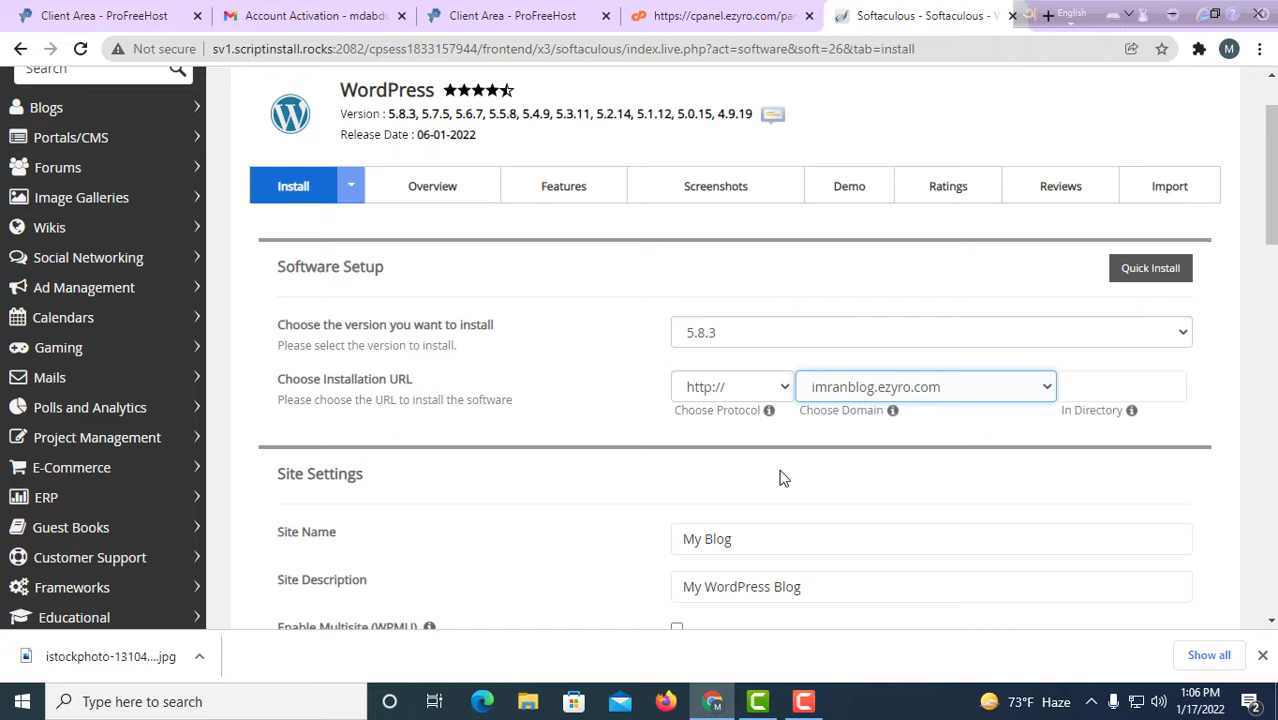 Client Area - ProFreeHost
Account Activation - mdabdu
Client Area - ProFreeHost
https://cpanel.ezyro.com/pa
Softaculous - Softaculous - V
English
Not secure
sv1.scriptinstall.rocks:2082/cpsess1833157944/frontend/x3/softaculous/index.live.php?act=software&soft=26&tab=install
M
Search
Blogs
Portals/CMS
Forums
Image Galleries
Wikis
Social Networking
Ad Management
Calendars
Gaming
Mails
Polls and Analytics
Project Management
E-Commerce
ERP
Guest Books
Customer Support
Frameworks
Educational
WordPress
Version : 5.8.3, 5.7.5, 5.6.7, 5.5.8, 5.4.9, 5.3.11, 5.2.14, 5.1.12, 5.0.15, 4.9.19
Release Date : 06-01-2022
Install
Overview
Features
Screenshots
Demo
Ratings
Reviews
Import
Software Setup
Quick Install
Choose the version you want to install
Please select the version to install.
5.8.3
Choose Installation URL
Please choose the URL to install the software
http://
imranblog.ezyro.com
Choose Protocol
Choose Domain
In Directory
Site Settings
Site Name
My Blog
Site Description
My WordPress Blog
Enable Multisite (WPMU)
istockphoto-13104....jpg
Show all
Type here to search
73°F Haze
1:06 PM
1/17/2022
2